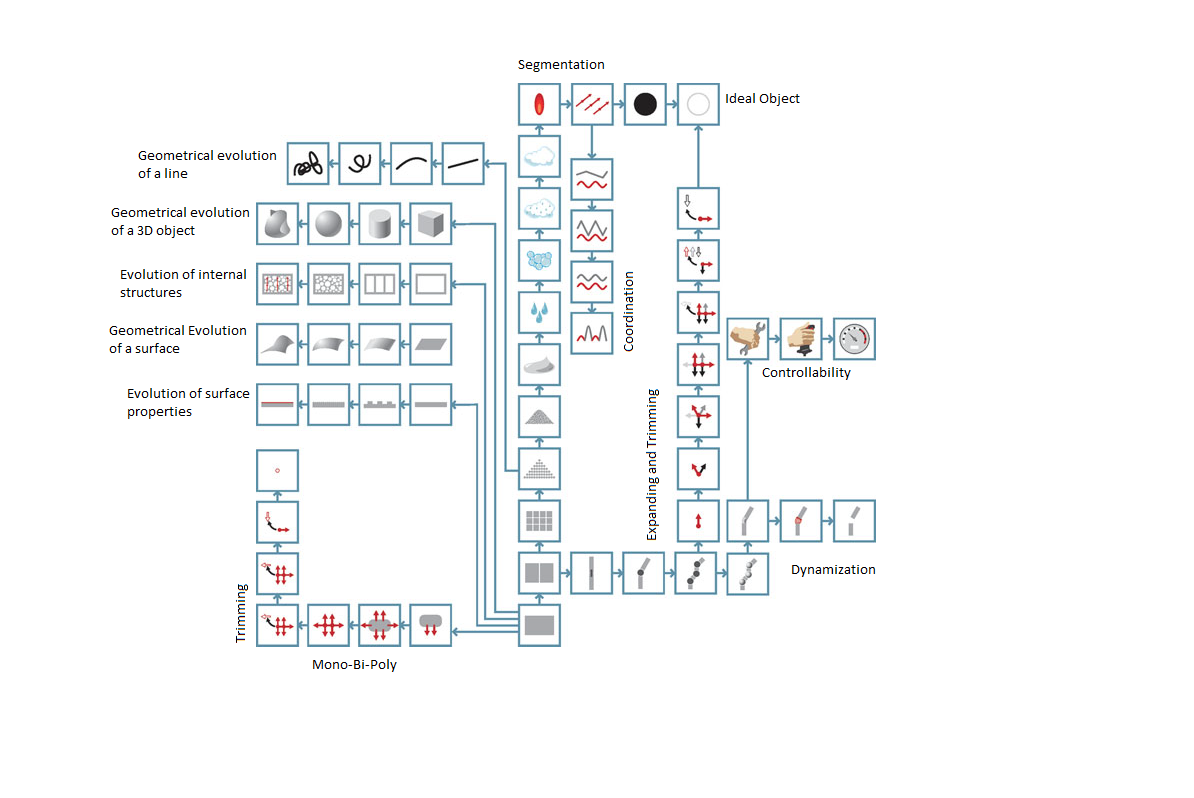 Segmentation
Ideal Object
Geometrical evolution
of a line
Geometrical evolution
of a 3D object
Evolution of internal
structures
Coordination
Geometrical Evolution
of a surface
Controllability
Evolution of surface
properties
Expanding and Trimming
Dynamization
Trimming
Mono-Bi-Poly